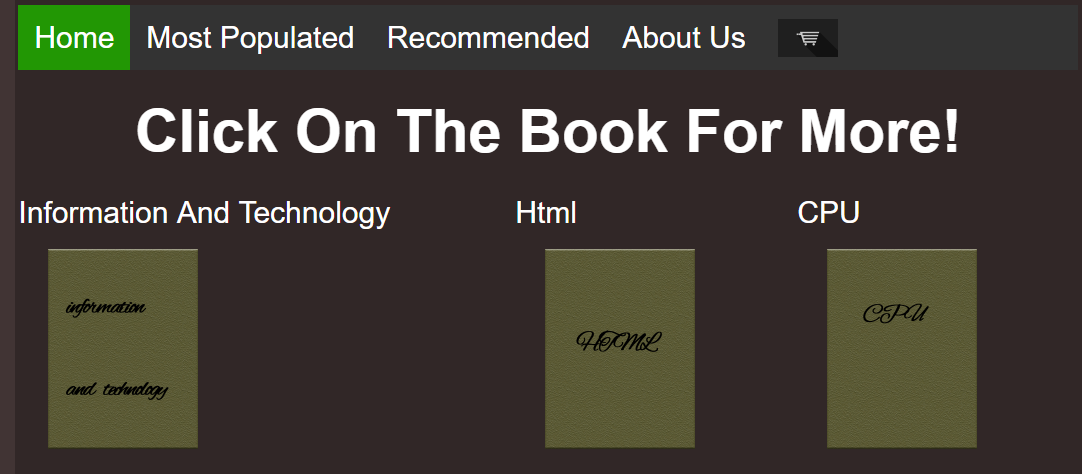 Home Most Populated Recommended About Us
Click On The Book For More!
Information And Technology Html CPU
information
and technology
HTML
CPU